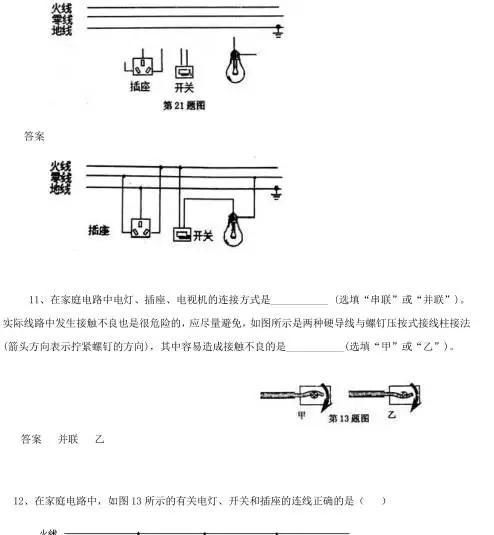 火线
零线
地线
插座 开关
第21题图
答案
火线
零线
地线
插座 开关
11、在家庭电路中电灯、插座、电视机的连接方式是___________ (选填“串联”或“并联”)。
实际线路中发生接触不良也是很危险的，应尽量避免，如图所示是两种硬导线与螺钉压按式接线柱接法
(箭头方向表示拧紧螺钉的方向)，其中容易造成接触不良的是___________(选填“甲”或“乙”)。
甲 第13题图 乙
答案 并联 乙
12、在家庭电路中，如图13所示的有关电灯、开关和插座的连线正确的是（ ）
火线